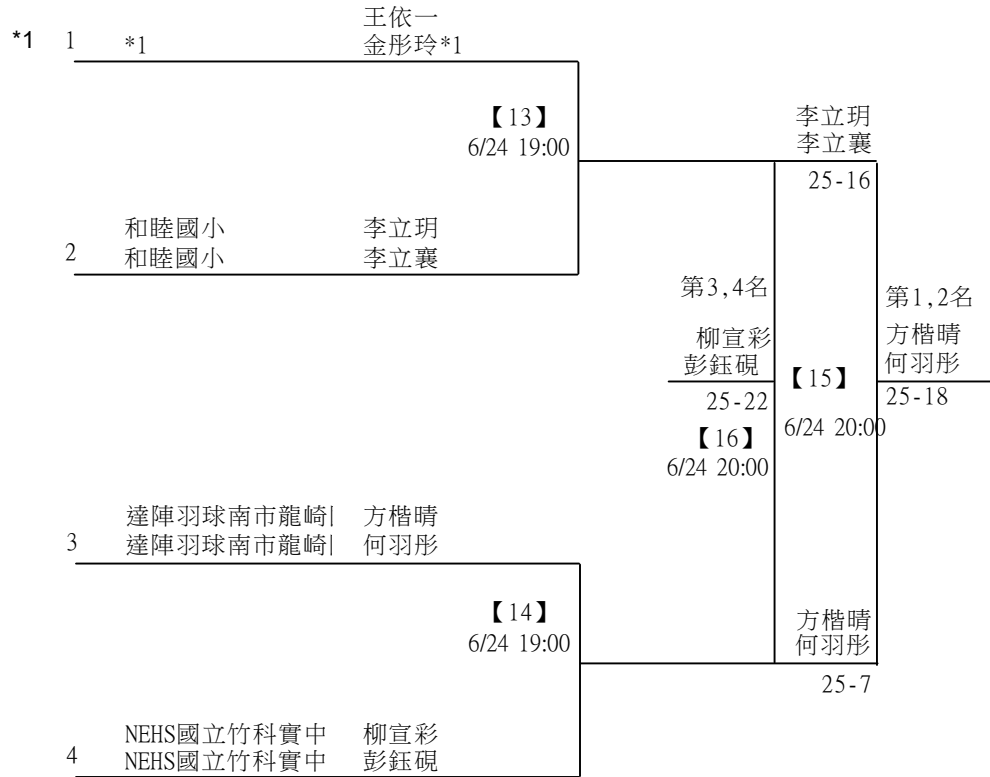 王依一
*1 1 *1 金彤玲*1
【13】
6/24 19:00
李立玥
李立襄
25-16
和睦國小 李立玥
2 和睦國小 李立襄
第3,4名
第1,2名
柳宣彩
彭鈺硯
25-22
【16】
6/24 20:00
【15】
6/24 20:00
方楷晴
何羽彤
25-18
達陣羽球南市龍崎 方楷晴
3 達陣羽球南市龍崎 何羽彤
【14】
6/24 19:00
方楷晴
何羽彤
25-7
NEHS國立竹科實中 柳宣彩
4 NEHS國立竹科實中 彭鈺硯